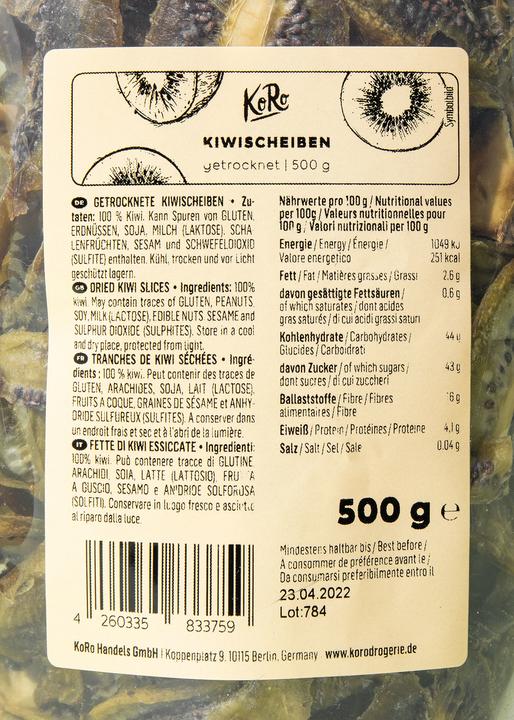 KoRo
Symbolbild
KIWISCHEIBEN
getrocknet | 500 g
DE GETROCKNETE KIWISCHEIBEN • Zu-
taten: 100 % Kiwi. Kann Spuren von GLUTEN,
ERDNÜSSEN, SOJA, MILCH (LAKTOSE), SCHA-
LENFRÜCHTEN, SESAM und SCHWEFELDIOXID
(SULFITE) enthalten. Kühl, trocken und vor Licht
geschützt lagern.
GB DRIED KIWI SLICES • Ingredients: 100%
kiwi. May contain traces of GLUTEN, PEANUTS,
SOY, MILK (LACTOSE), EDIBLE NUTS, SESAME and
SULPHUR DIOXIDE (SULPHITES). Store in a cool
and dry place, protected from light.
FR TRANCHES DE KIWI SÉCHÉES • Ingré-
dients : 100 % kiwi. Peut contenir des traces de
GLUTEN, ARACHIDES, SOJA, LAIT (LACTOSE),
FRUITS A COQUE, GRAINES DE SÉSAME et ANHY-
DRIDE SULFUREUX (SULFITES). A conserver dans
un endroit frais et sec et à l'abri de la lumière.
IT FETTE DI KIWI ESSICCATE • Ingredienti:
100% kiwi. Può contenere tracce di GLUTINE,
ARACHIDI, SOIA, LATTE (LATTOSIO), FRU A
A GUSCIO, SESAMO e ANIDRIDE SOLFOROSA
(SOLFITI). Conservare in luogo fresco e asciutto,
al riparo dalla luce.
Nährwerte pro 100 g / Nutritional values
per 100g / Valeurs nutritionnelles pour
100 g / Valori nutrizionali per 100 g
Energie / Energy / Énergie / 1049 kJ
Valore energetico 251 kcal
Fett / Fat / Matières grasses / Grassi 2.6 g
davon gesättigte Fettsäuren / 0.6 g
of which saturates / dont acides
gras saturés / di cui acidi grassi saturi
Kohlenhydrate / Carbohydrates / 44 g
Glucides / Carboidrati
davon Zucker / of which sugars / 43 g
dont sucres / di cui zuccheri
Ballaststoffe / Fibre / Fibres 16 g
alimentaires / Fibre
Eiweiß / Protein / Protéines / Proteine 4,1 g
Salz / Salt / Sel / Sale 0.04 g
500 g ℮
Mindestens haltbar bis / Best before /
A consommer de préférence avant le /
Da consumarsi preferibilmente entro il
23.04.2022
Lot:784
4 260335 833759
KoRo Handels GmbH | Koppenplatz 9, 10115 Berlin, Germany www.korodrogerie.de